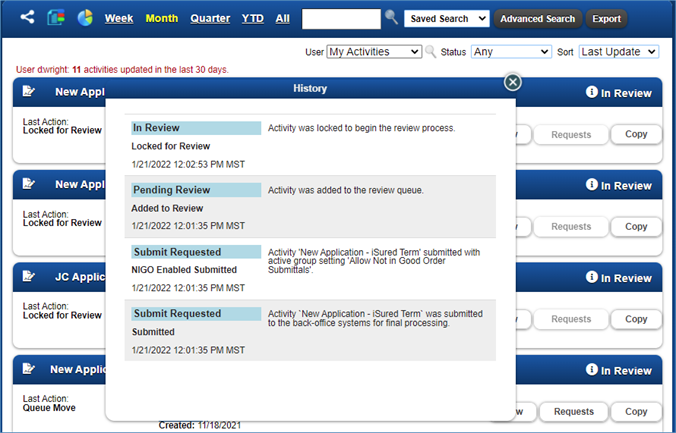 Week Month Quarter YTD All Saved Search Advanced Search Export
User My Activities Status Any Sort Last Update
User dwright: 11 activities updated in the last 30 days.
History
New Appl
In Review
Last Action:
Locked for Review
Requests Copy
In Review
Activity was locked to begin the review process.
Locked for Review
1/21/2022 12:02:53 PM MST
New Appl
In Review
Last Action:
Locked for Review
Requests Copy
Pending Review
Activity was added to the review queue.
Added to Review
1/21/2022 12:01:35 PM MST
Submit Requested
Activity 'New Application - iSured Term' submitted with
active group setting 'Allow Not in Good Order
Submittals'.
NIGO Enabled Submitted
1/21/2022 12:01:35 PM MST
JC Applic
In Review
Last Action:
Locked for Review
Requests Copy
Submit Requested
Activity `New Application - iSured Term` was submitted
to the back-office systems for final processing.
Submitted
1/21/2022 12:01:35 PM MST
New Applic
In Review
Last Action:
Queue Move
w Requests Copy
Created: 11/18/2021